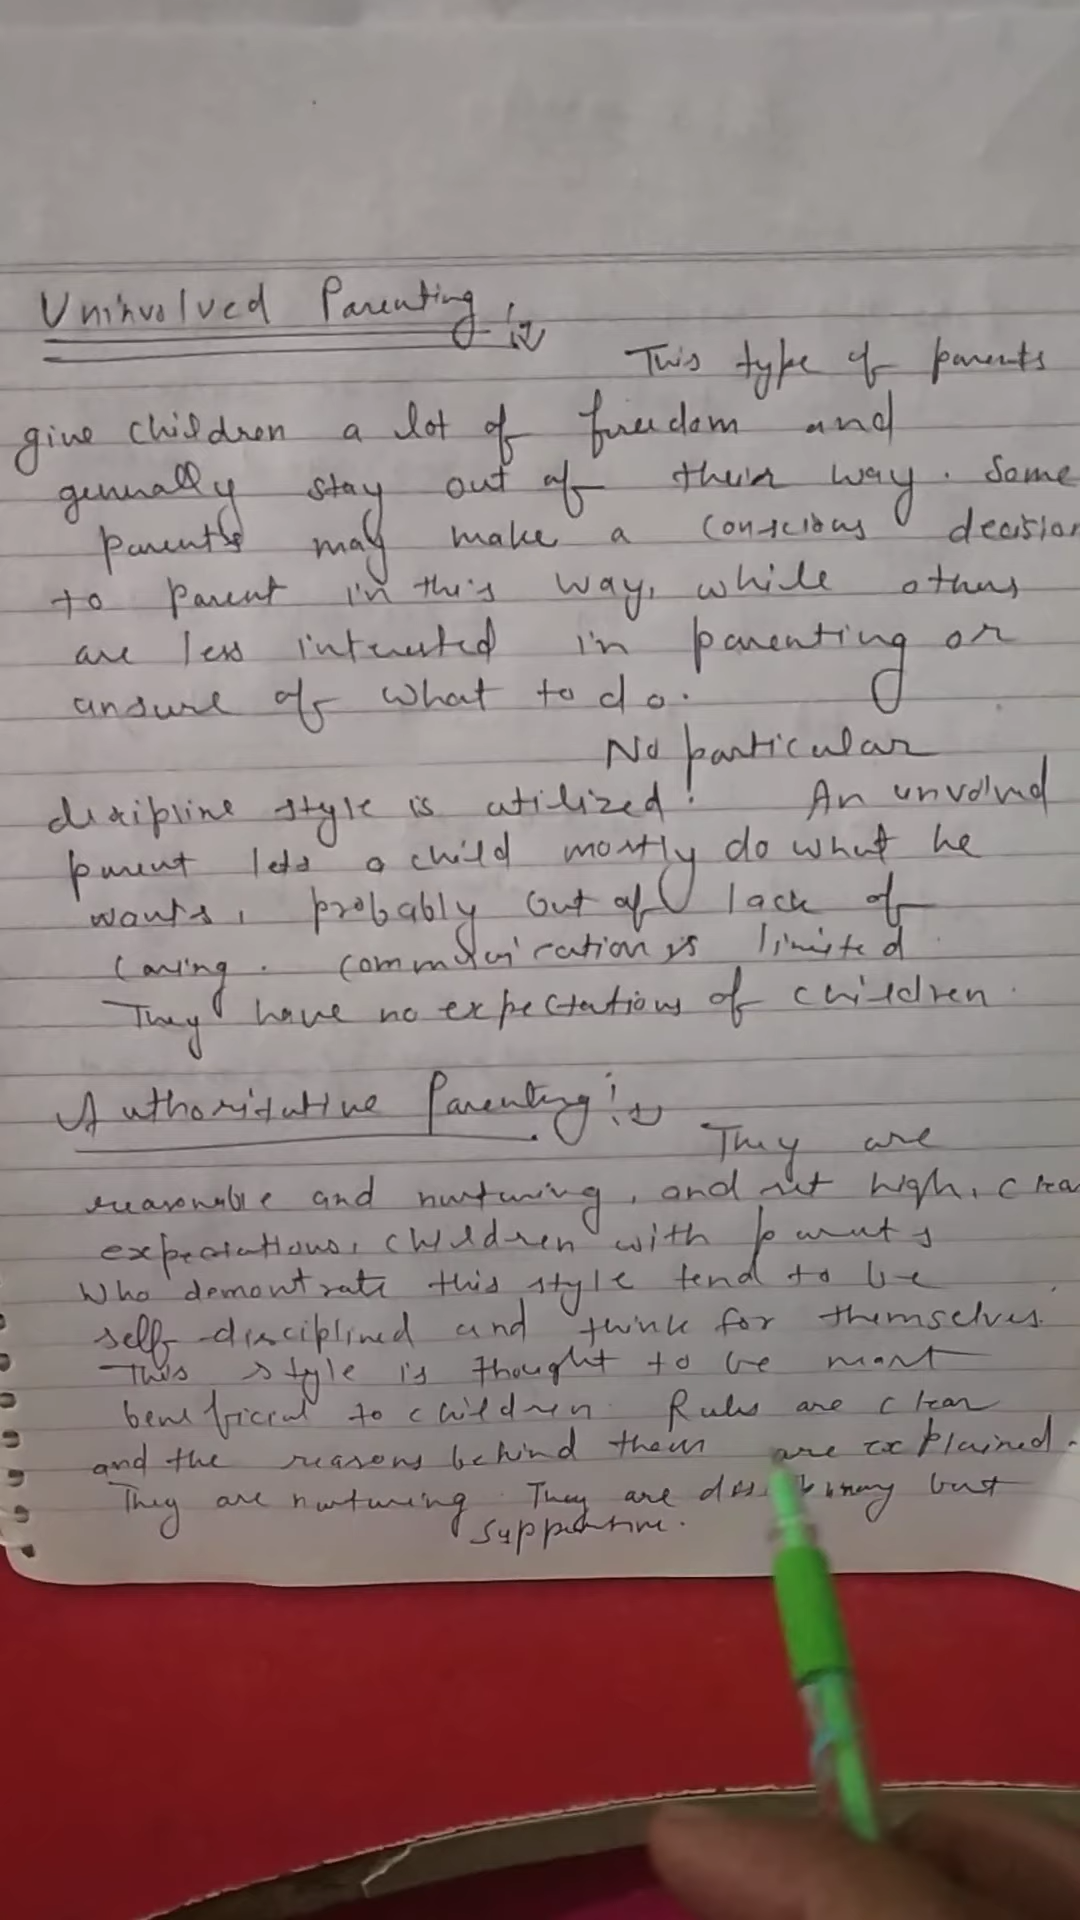 Uninvolved Parenting :-
This type of parents
give children a lot of freedom and
generally stay out of their way. Some
parents may make a conscious decision
to parent in this way, while others
are less interested in parenting or
unsure of what to do.
No particular
discipline style is utilized. An unvolved
parent lets a child mostly do what he
wants, probably out of lack of
caring. communication is limited
They have no expectations of children.
Authoritative Parenting :-
They are
reasonable and nurturing, and set high, clear
expectations, children with parents
who demontrate this style tend to be
self-disciplined and think for themselves.
This style is thought to be most
beneficial to children. Rules are clear
and the reasons behind them are explained.
They are nurturing. They are but
supportive.